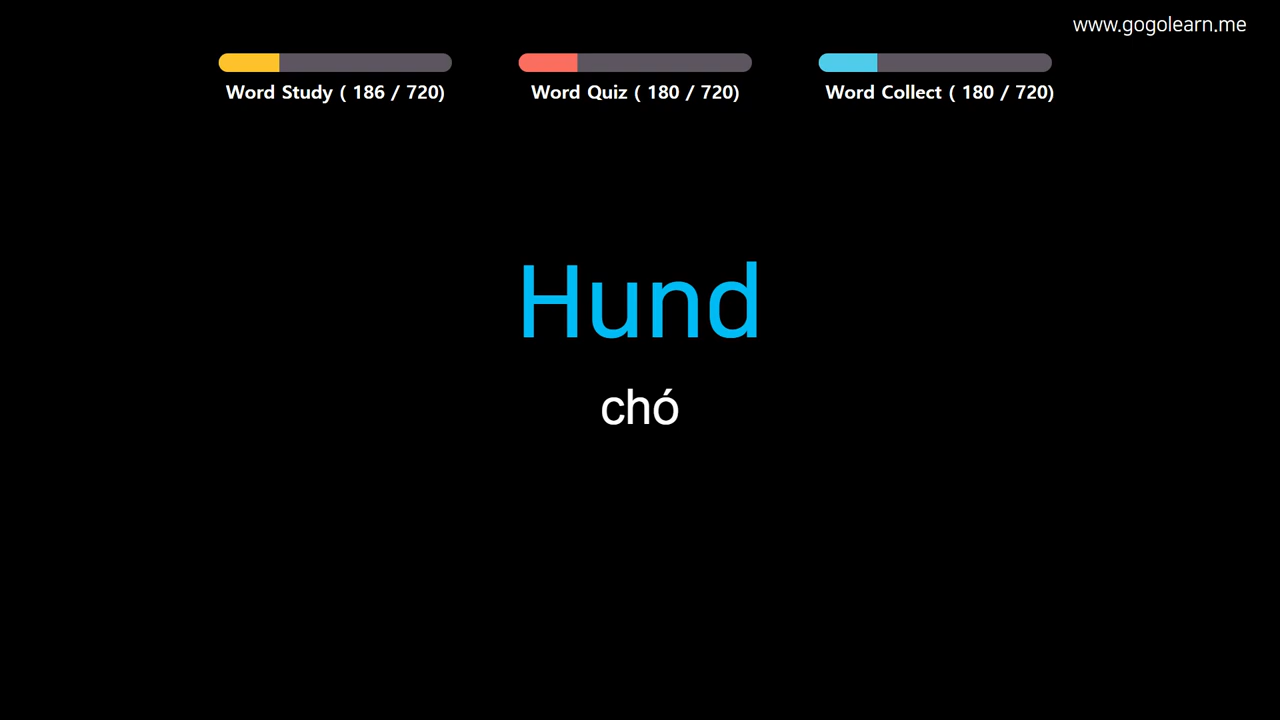 www.gogolearn.me
Word Study ( 186 / 720)
Word Quiz ( 180 / 720)
Word Collect ( 180 / 720)
Hund
chó